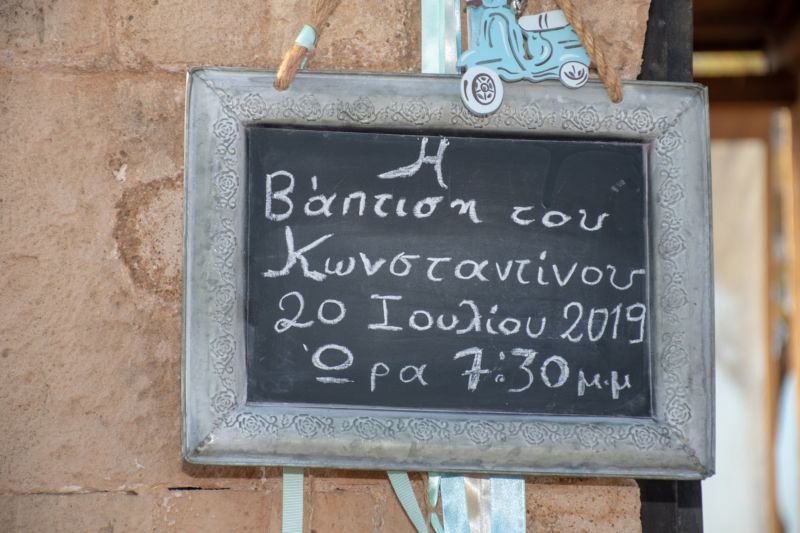 Η
Βάπτιση του
Κωνσταντίνου
20 Ιουλίου 2019
Ώρα 7:30 μ.μ